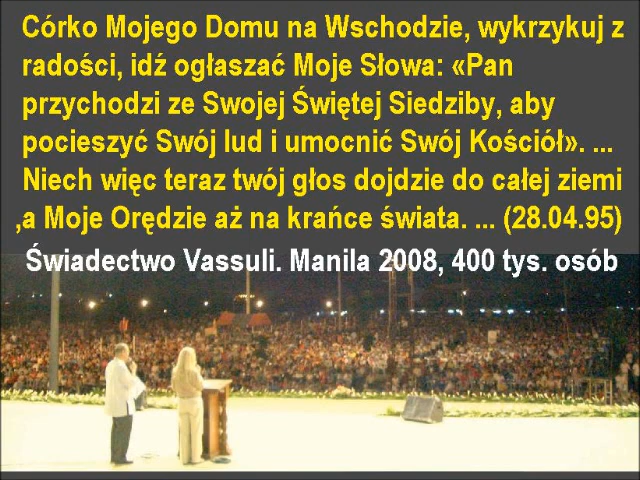 Córko Mojego Domu na Wschodzie, wykrzykuj z
radości, idź ogłaszać Moje Słowa: «Pan
przychodzi ze Swojej Świętej Siedziby, aby
pocieszyć Swój lud i umocnić Swój Kościół». ...
Niech więc teraz twój głos dojdzie do całej ziemi
,a Moje Orędzie aż na krańce świata. ... (28.04.95)
Świadectwo Vassuli. Manila 2008, 400 tys. osób